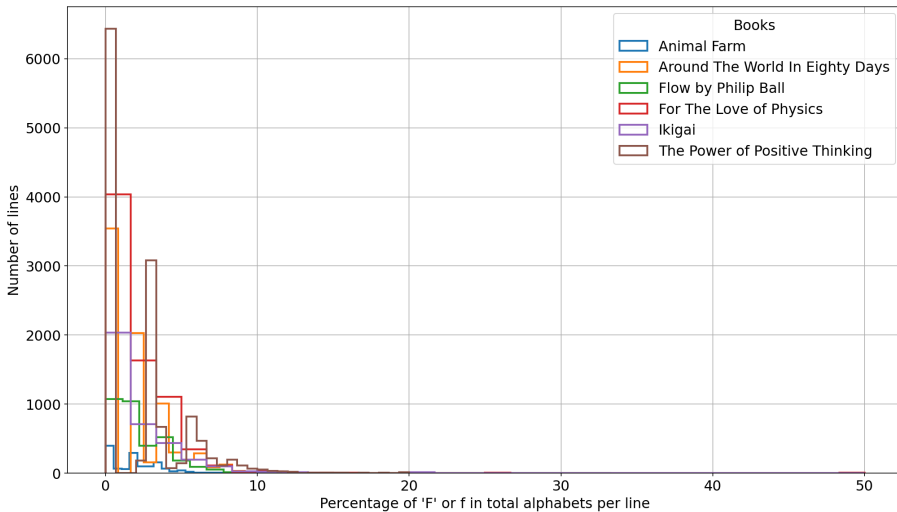 Books
Animal Farm
Around The World In Eighty Days
Flow by Philip Ball
For The Love of Physics
Ikigai
The Power of Positive Thinking
Number of lines
6000
5000
4000
3000
2000
1000
0
0 10 20 30 40 50
Percentage of 'F' or f in total alphabets per line